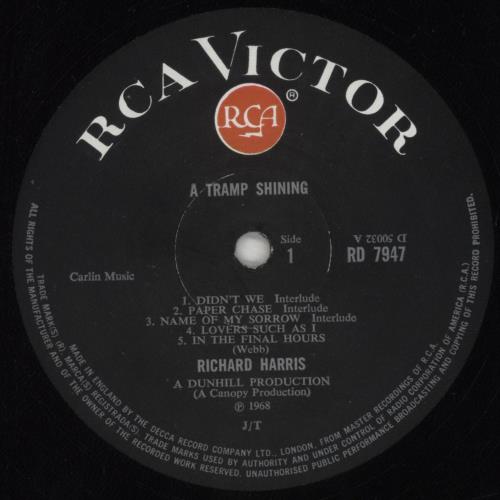 RCA VICTOR
RCA
®
A TRAMP SHINING
Side
1
D 50032 A
RD 7947
Carlin Music
1. DIDN'T WE Interlude
2. PAPER CHASE Interlude
3. NAME OF MY SORROW Interlude
4. LOVERS SUCH AS I
5. IN THE FINAL HOURS
(Webb)
RICHARD HARRIS
A DUNHILL PRODUCTION
(A Canopy Production)
℗ 1968
J/T
TRADE MARK(S) ® MARCA(S) REGISTRADA(S). TRADE MARKS USED BY AUTHORITY AND UNDER CONTROL OF RADIO CORPORATION OF AMERICA (R.C.A.)
MADE IN ENGLAND BY THE DECCA RECORD COMPANY LTD., LONDON, FROM MASTER RECORDINGS OF R.C.A.
ALL RIGHTS OF THE MANUFACTURER AND OF THE OWNER OF THE RECORDED WORK RESERVED. UNAUTHORISED PUBLIC PERFORMANCE BROADCASTING AND COPYING OF THIS RECORD PROHIBITED.